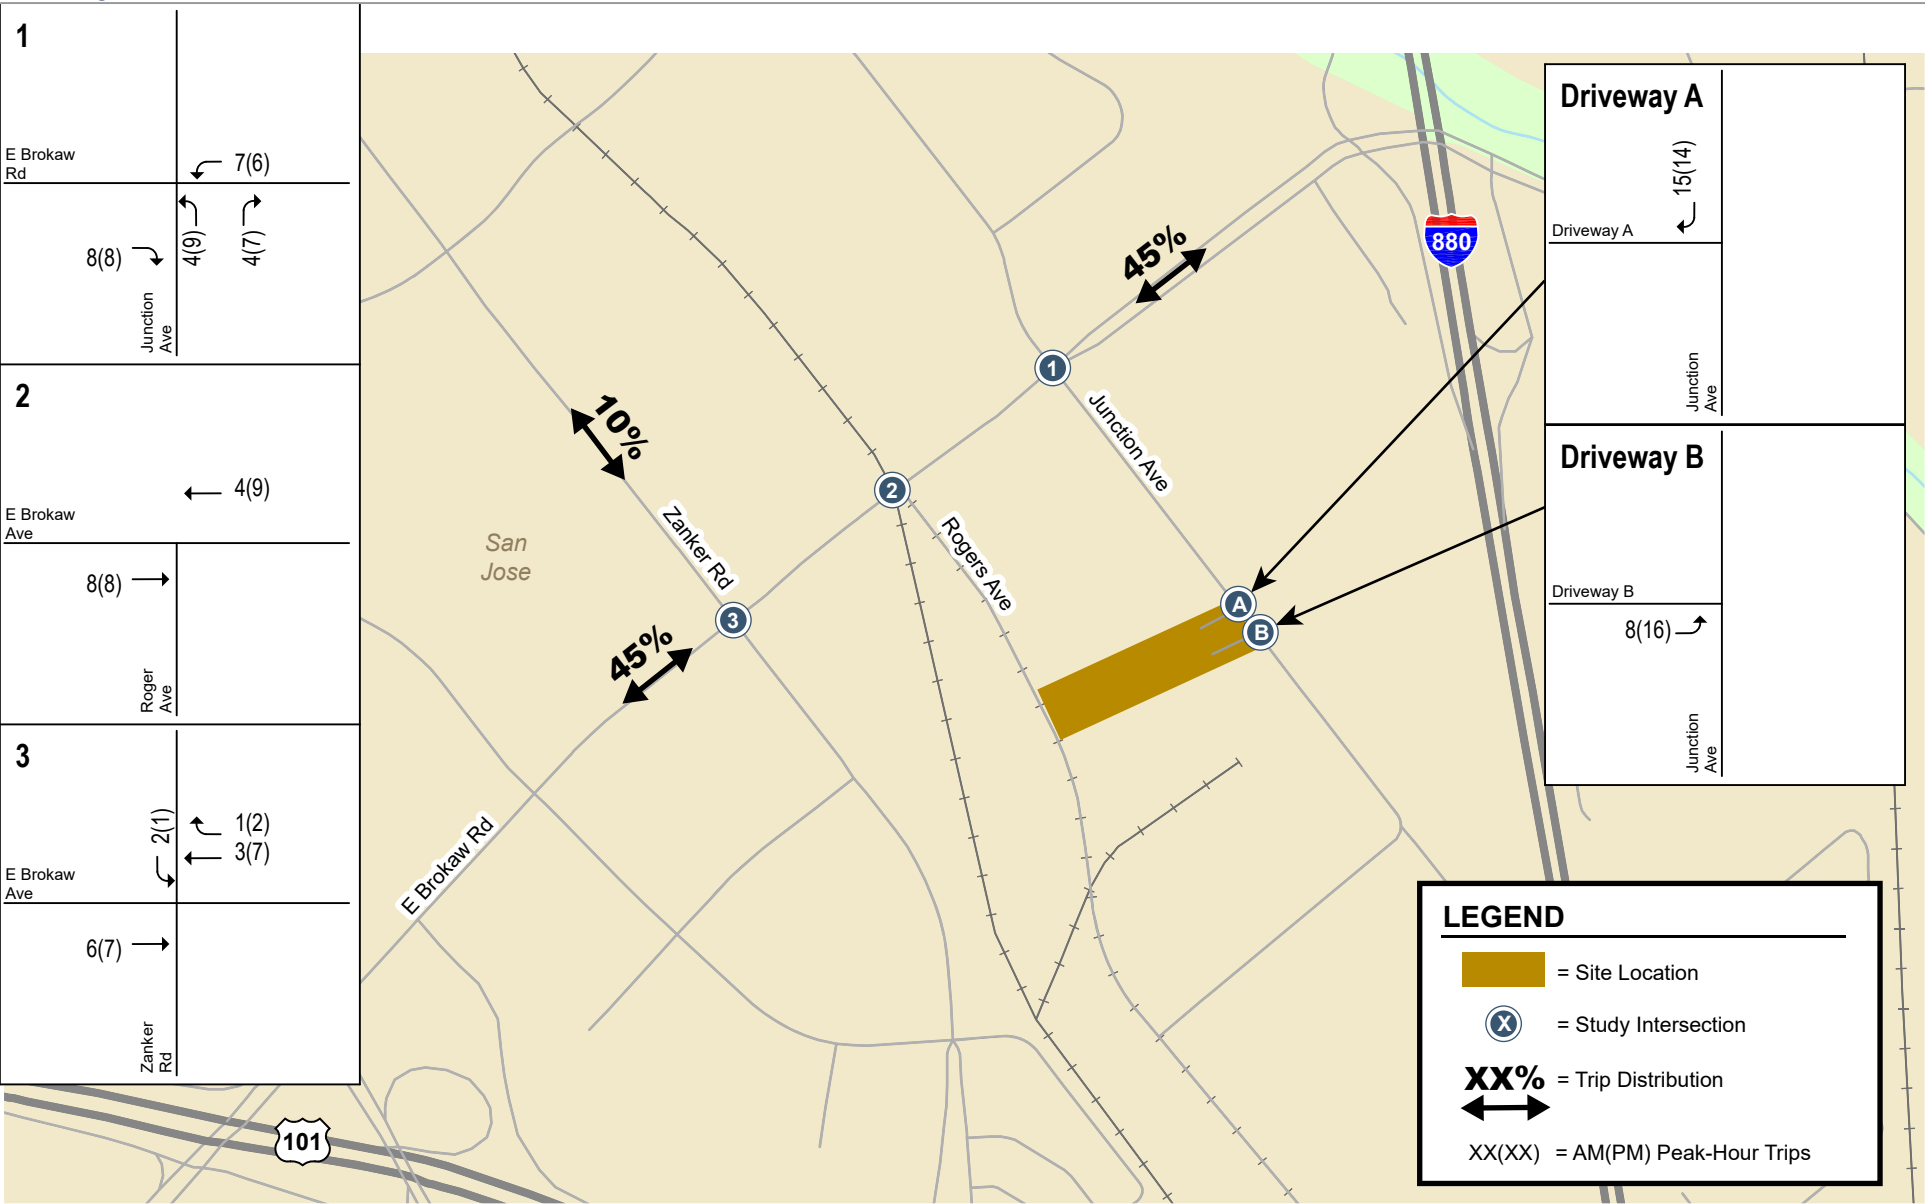 1
E Brokaw
Rd
7(6)
8(8)
4(9)
4(7)
Junction
Ave
2
4(9)
E Brokaw
Ave
8(8)
Roger
Ave
3
2(1)
1(2)
3(7)
E Brokaw
Ave
6(7)
Zanker
Rd
45%
10%
45%
1
2
3
A
B
Junction Ave
Zanker Rd
Rogers Ave
E Brokaw Rd
San
Jose
880
101
Driveway A
15(14)
Driveway A
Junction
Ave
Driveway B
Driveway B
8(16)
Junction
Ave
LEGEND
= Site Location
X = Study Intersection
XX% = Trip Distribution
XX(XX) = AM(PM) Peak-Hour Trips